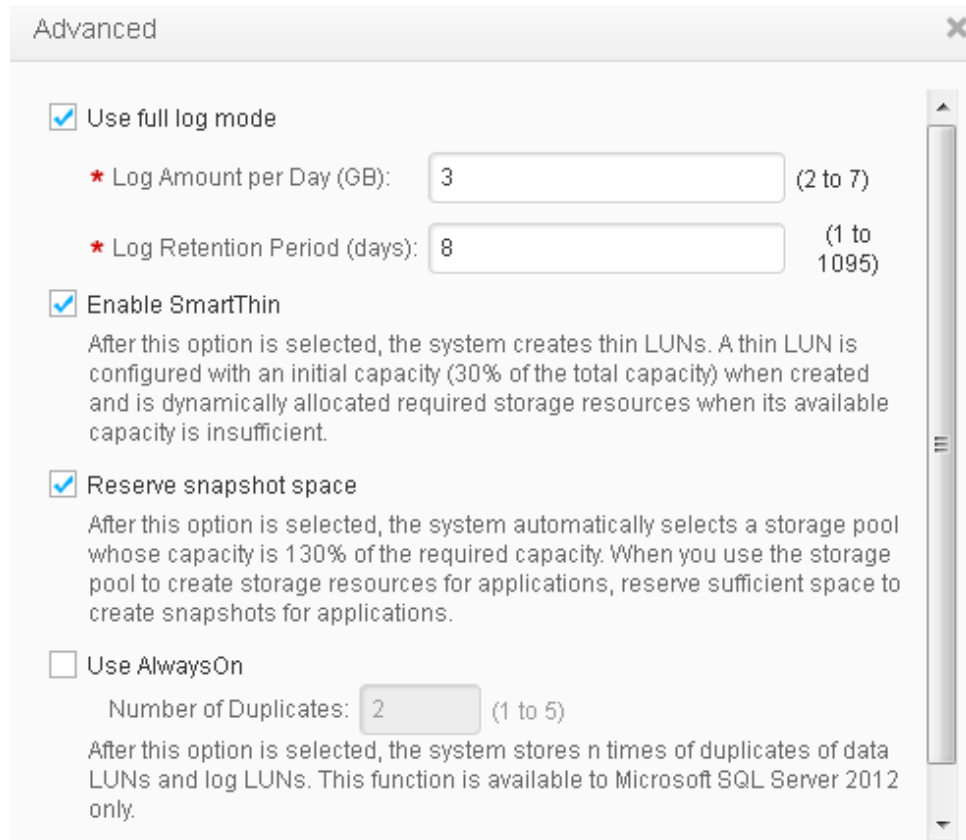 Advanced
Use full log mode
* Log Amount per Day (GB): 3 (2 to 7)
* Log Retention Period (days): 8 (1 to
1095)
Enable SmartThin
After this option is selected, the system creates thin LUNs. A thin LUN is
configured with an initial capacity (30% of the total capacity) when created
and is dynamically allocated required storage resources when its available
capacity is insufficient.
Reserve snapshot space
After this option is selected, the system automatically selects a storage pool
whose capacity is 130% of the required capacity. When you use the storage
pool to create storage resources for applications, reserve sufficient space to
create snapshots for applications.
Use AlwaysOn
Number of Duplicates: 2 (1 to 5)
After this option is selected, the system stores n times of duplicates of data
LUNs and log LUNs. This function is available to Microsoft SQL Server 2012
only.